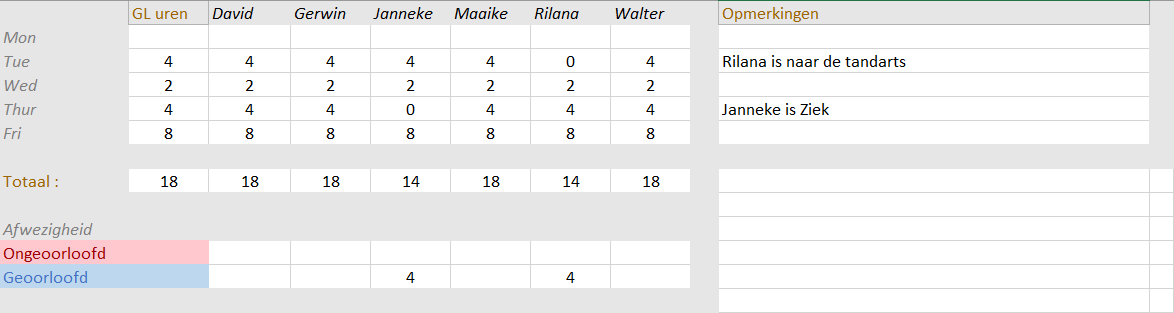 GL uren David Gerwin Janneke Maaike Rilana Walter Opmerkingen
Mon
Tue 4 4 4 4 4 0 4 Rilana is naar de tandarts
Wed 2 2 2 2 2 2 2
Thur 4 4 4 0 4 4 4 Janneke is Ziek
Fri 8 8 8 8 8 8 8
Totaal : 18 18 18 14 18 14 18
Afwezigheid
Ongeoorloofd
Geoorloofd 4 4